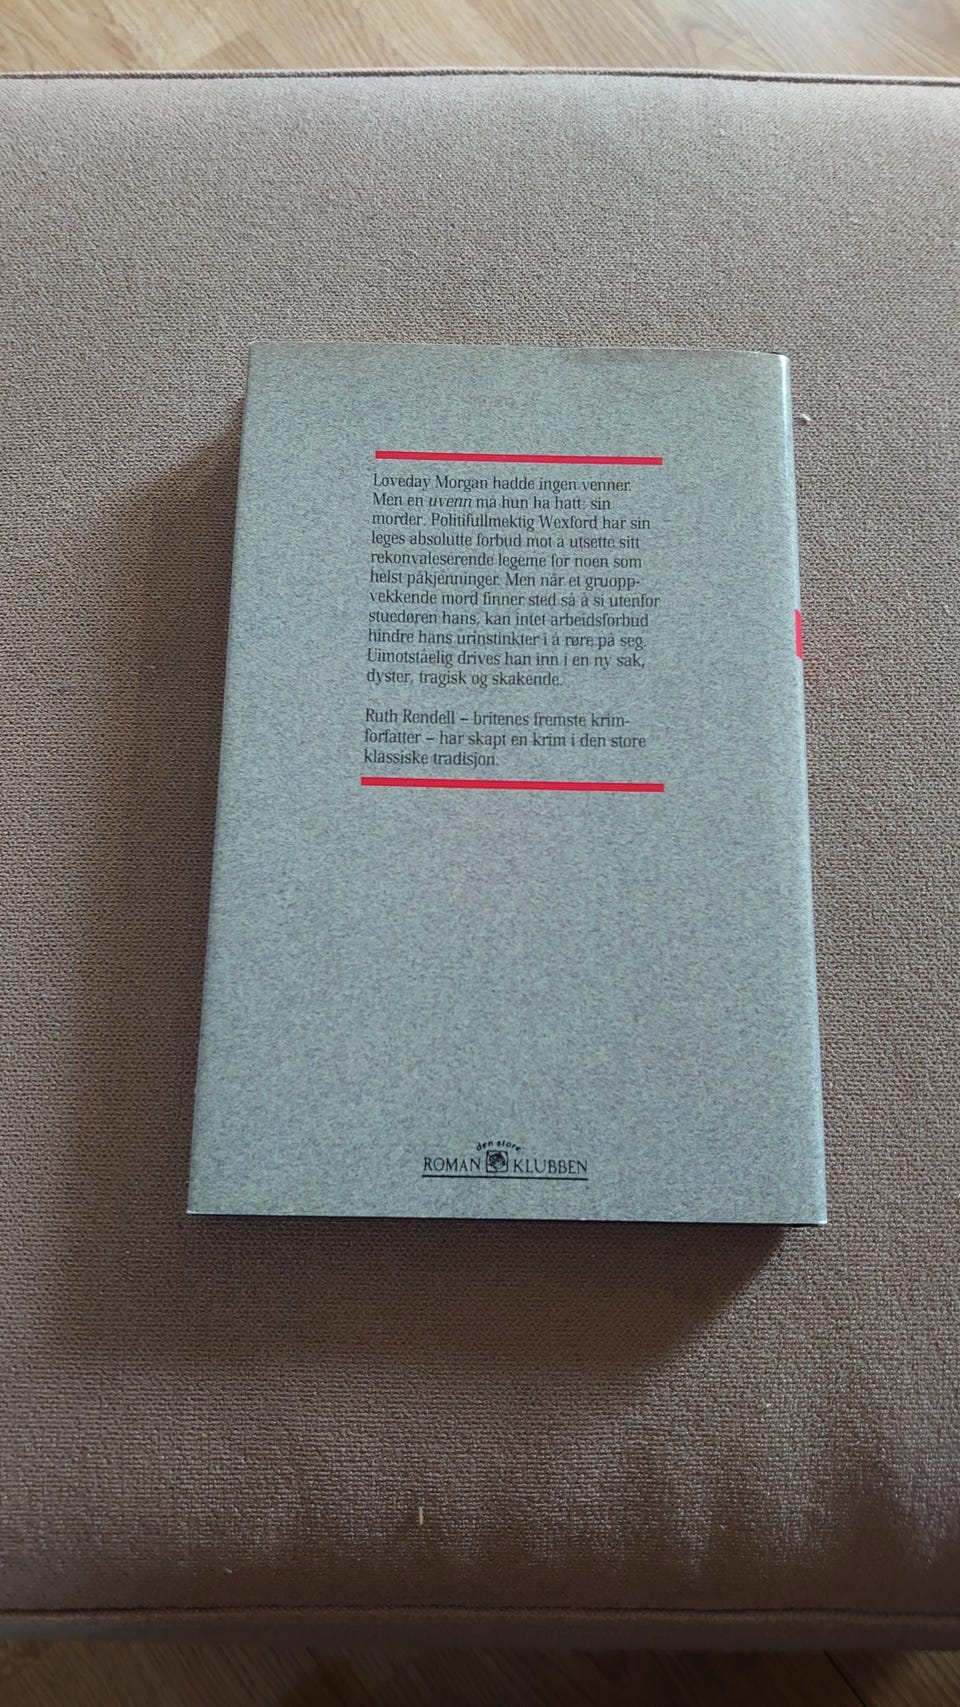 Loveday Morgan hadde ingen venner.
Men en uvenn må hun ha hatt: sin
morder. Politifullmektig Wexford har sin
leges absolutte forbud mot å utsette sitt
rekonvaleserende legeme for noen som
helst påkjenninger. Men når et gruopp-
vekkende mord finner sted så å si utenfor
stuedøren hans, kan intet arbeidsforbud
hindre hans urinstinkter i å røre på seg.
Uimotståelig drives han inn i en ny sak,
dyster, tragisk og skakende.
Ruth Rendell – britenes fremste krim-
forfatter – har skapt en krim i den store
klassiske tradisjon.
den store
ROMAN KLUBBEN